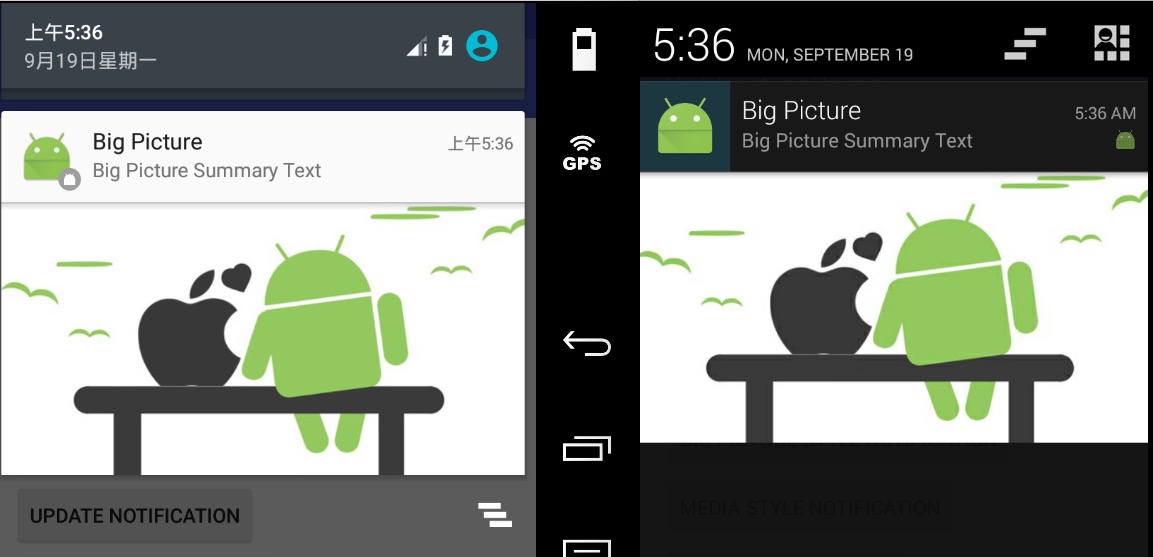 上午5:36
9月19日星期一
Big Picture
上午5:36
Big Picture Summary Text
UPDATE NOTIFICATION
GPS
5:36 MON, SEPTEMBER 19
Big Picture
5:36 AM
Big Picture Summary Text
MEDIA STYLE NOTIFICATION